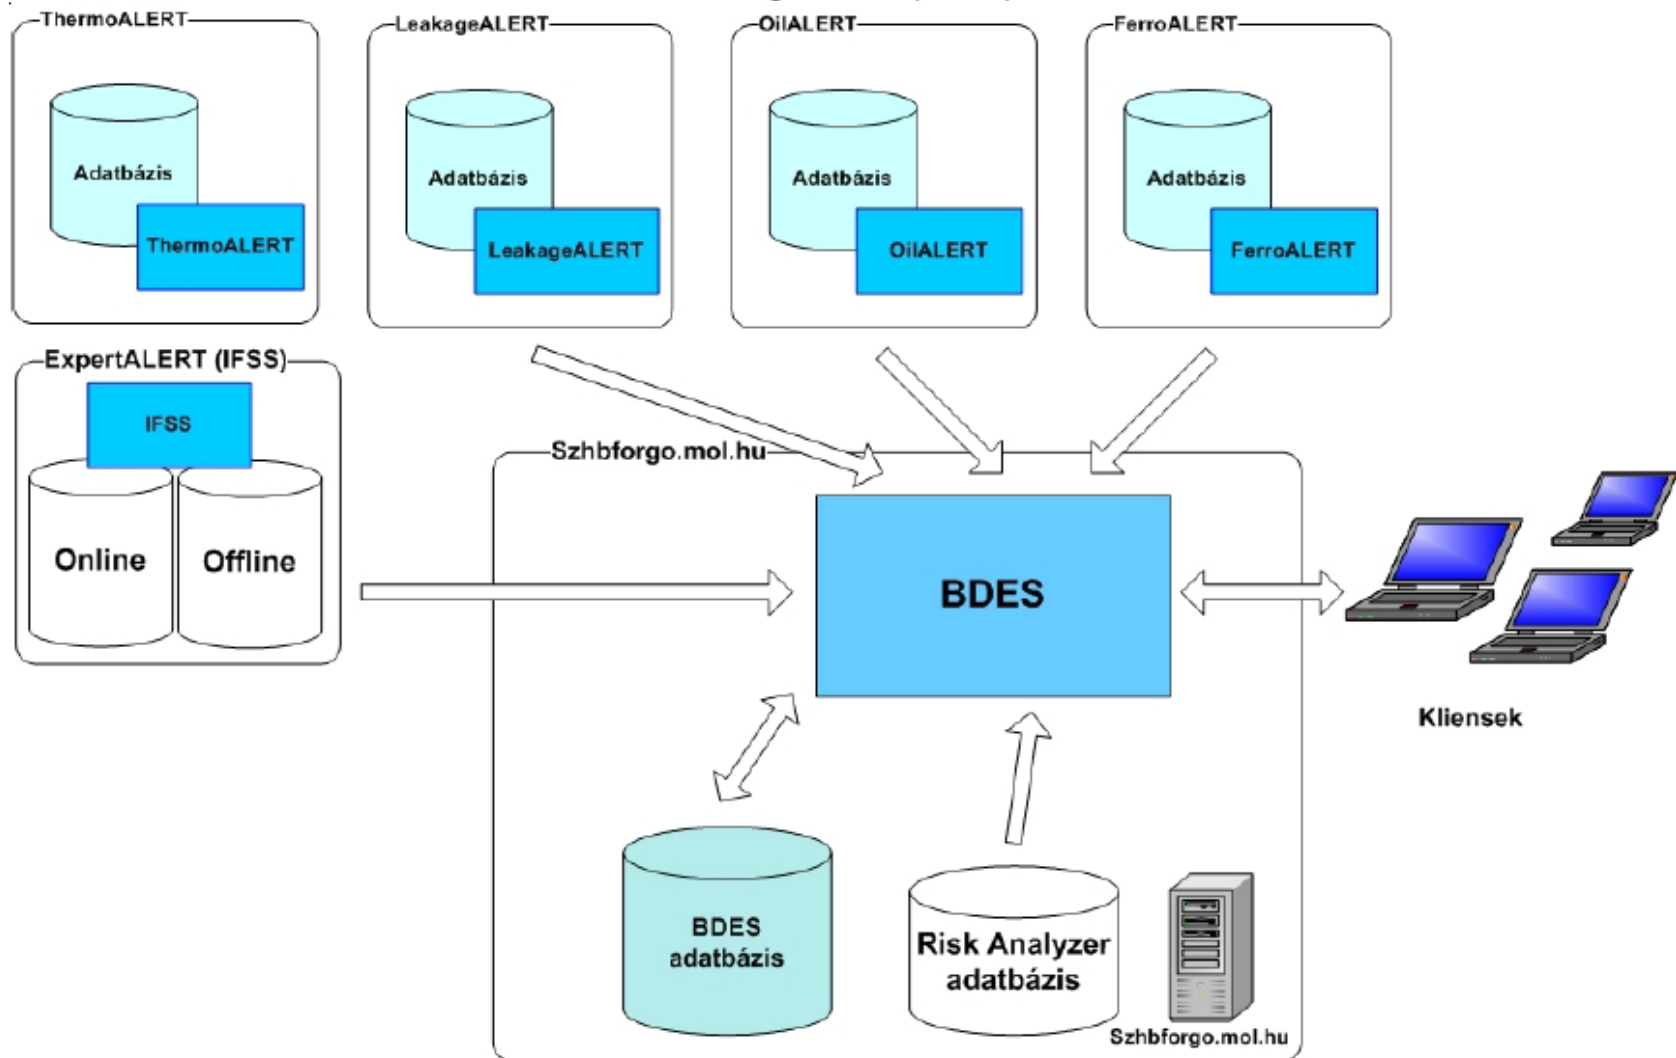 ThermoALERT
LeakageALERT
OilALERT
FerroALERT
Adatbázis
ThermoALERT
Adatbázis
LeakageALERT
Adatbázis
OilALERT
Adatbázis
FerroALERT
ExpertALERT (IFSS)
IFSS
Online
Offline
Szhbforgo.mol.hu
BDES
Kliensek
BDES
adatbázis
Risk Analyzer
adatbázis
Szhbforgo.mol.hu